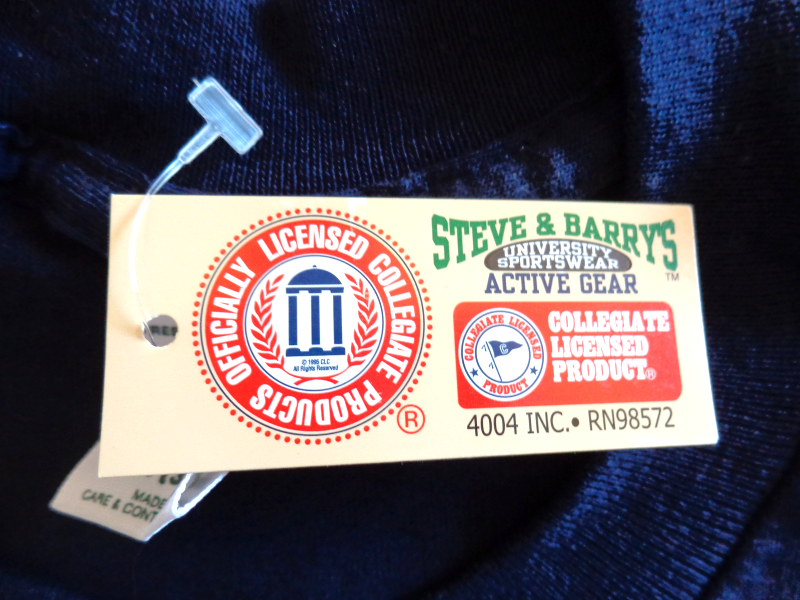 OFFICIALLY LICENSED COLLEGIATE PRODUCTS
© 1995 CLC
All Rights Reserved
®
STEVE & BARRY'S
UNIVERSITY
SPORTSWEAR
™
ACTIVE GEAR
COLLEGIATE LICENSED
PRODUCT
C
COLLEGIATE
LICENSED
PRODUCT®
4004 INC.• RN98572
MADE
CARE & CONT